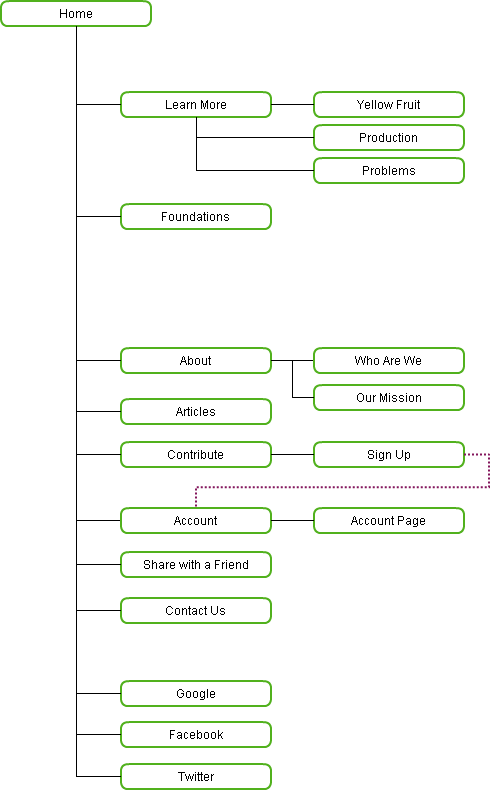 Home
Learn More
Yellow Fruit
Production
Problems
Foundations
About
Who Are We
Our Mission
Articles
Contribute
Sign Up
Account
Account Page
Share with a Friend
Contact Us
Google
Facebook
Twitter